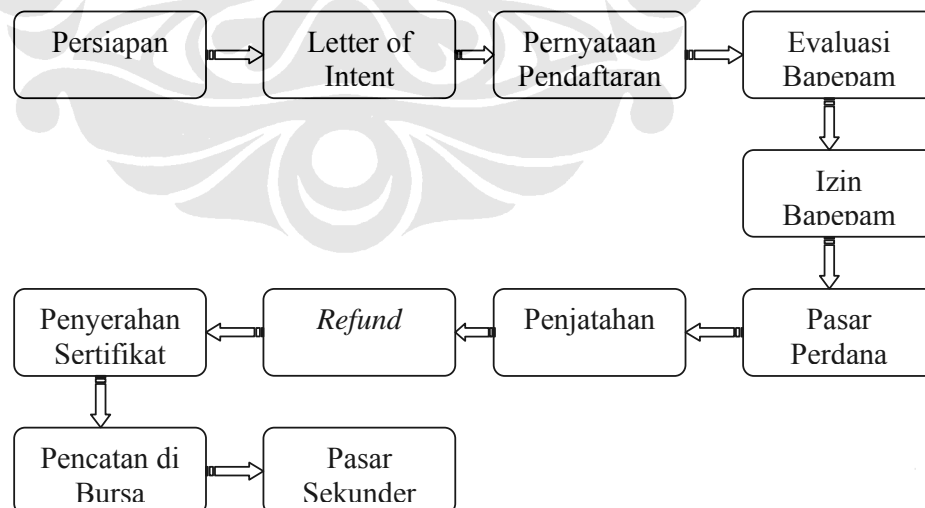 Persiapan
Letter of
Intent
Pernyataan
Pendaftaran
Evaluasi
Bapepam
Izin
Bapepam
Pasar
Perdana
Penjatahan
Refund
Penyerahan
Sertifikat
Pencatan di
Bursa
Pasar
Sekunder